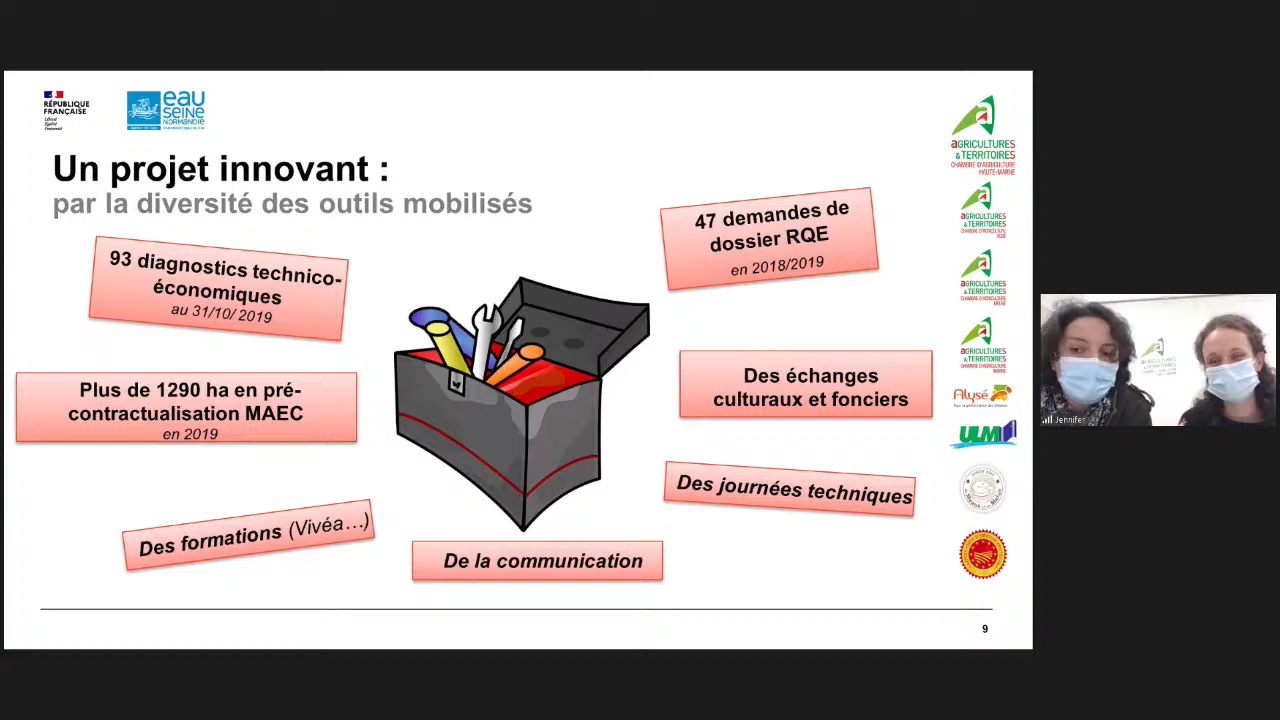 RÉPUBLIQUE
FRANÇAISE
Liberté
Égalité
Fraternité
eau
SEINE
NORMANDIE
Un projet innovant :
par la diversité des outils mobilisés
93 diagnostics technico-
économiques
au 31/10/ 2019
47 demandes de
dossier RQE
en 2018/2019
Plus de 1290 ha en pré-
contractualisation MAEC
en 2019
Des échanges
culturaux et fonciers
Des journées techniques
Des formations (Vivéa…)
De la communication
9
aGRICULTURES
& TERRITOIRES
CHAMBRE D'AGRICULTURE
HAUTE-MARNE
aGRICULTURES
& TERRITOIRES
CHAMBRE D'AGRICULTURE
AUBE
aGRICULTURES
& TERRITOIRES
CHAMBRE D'AGRICULTURE
MEUSE
aGRICULTURES
& TERRITOIRES
CHAMBRE D'AGRICULTURE
MARNE
Alysé
ULM
Jennifer